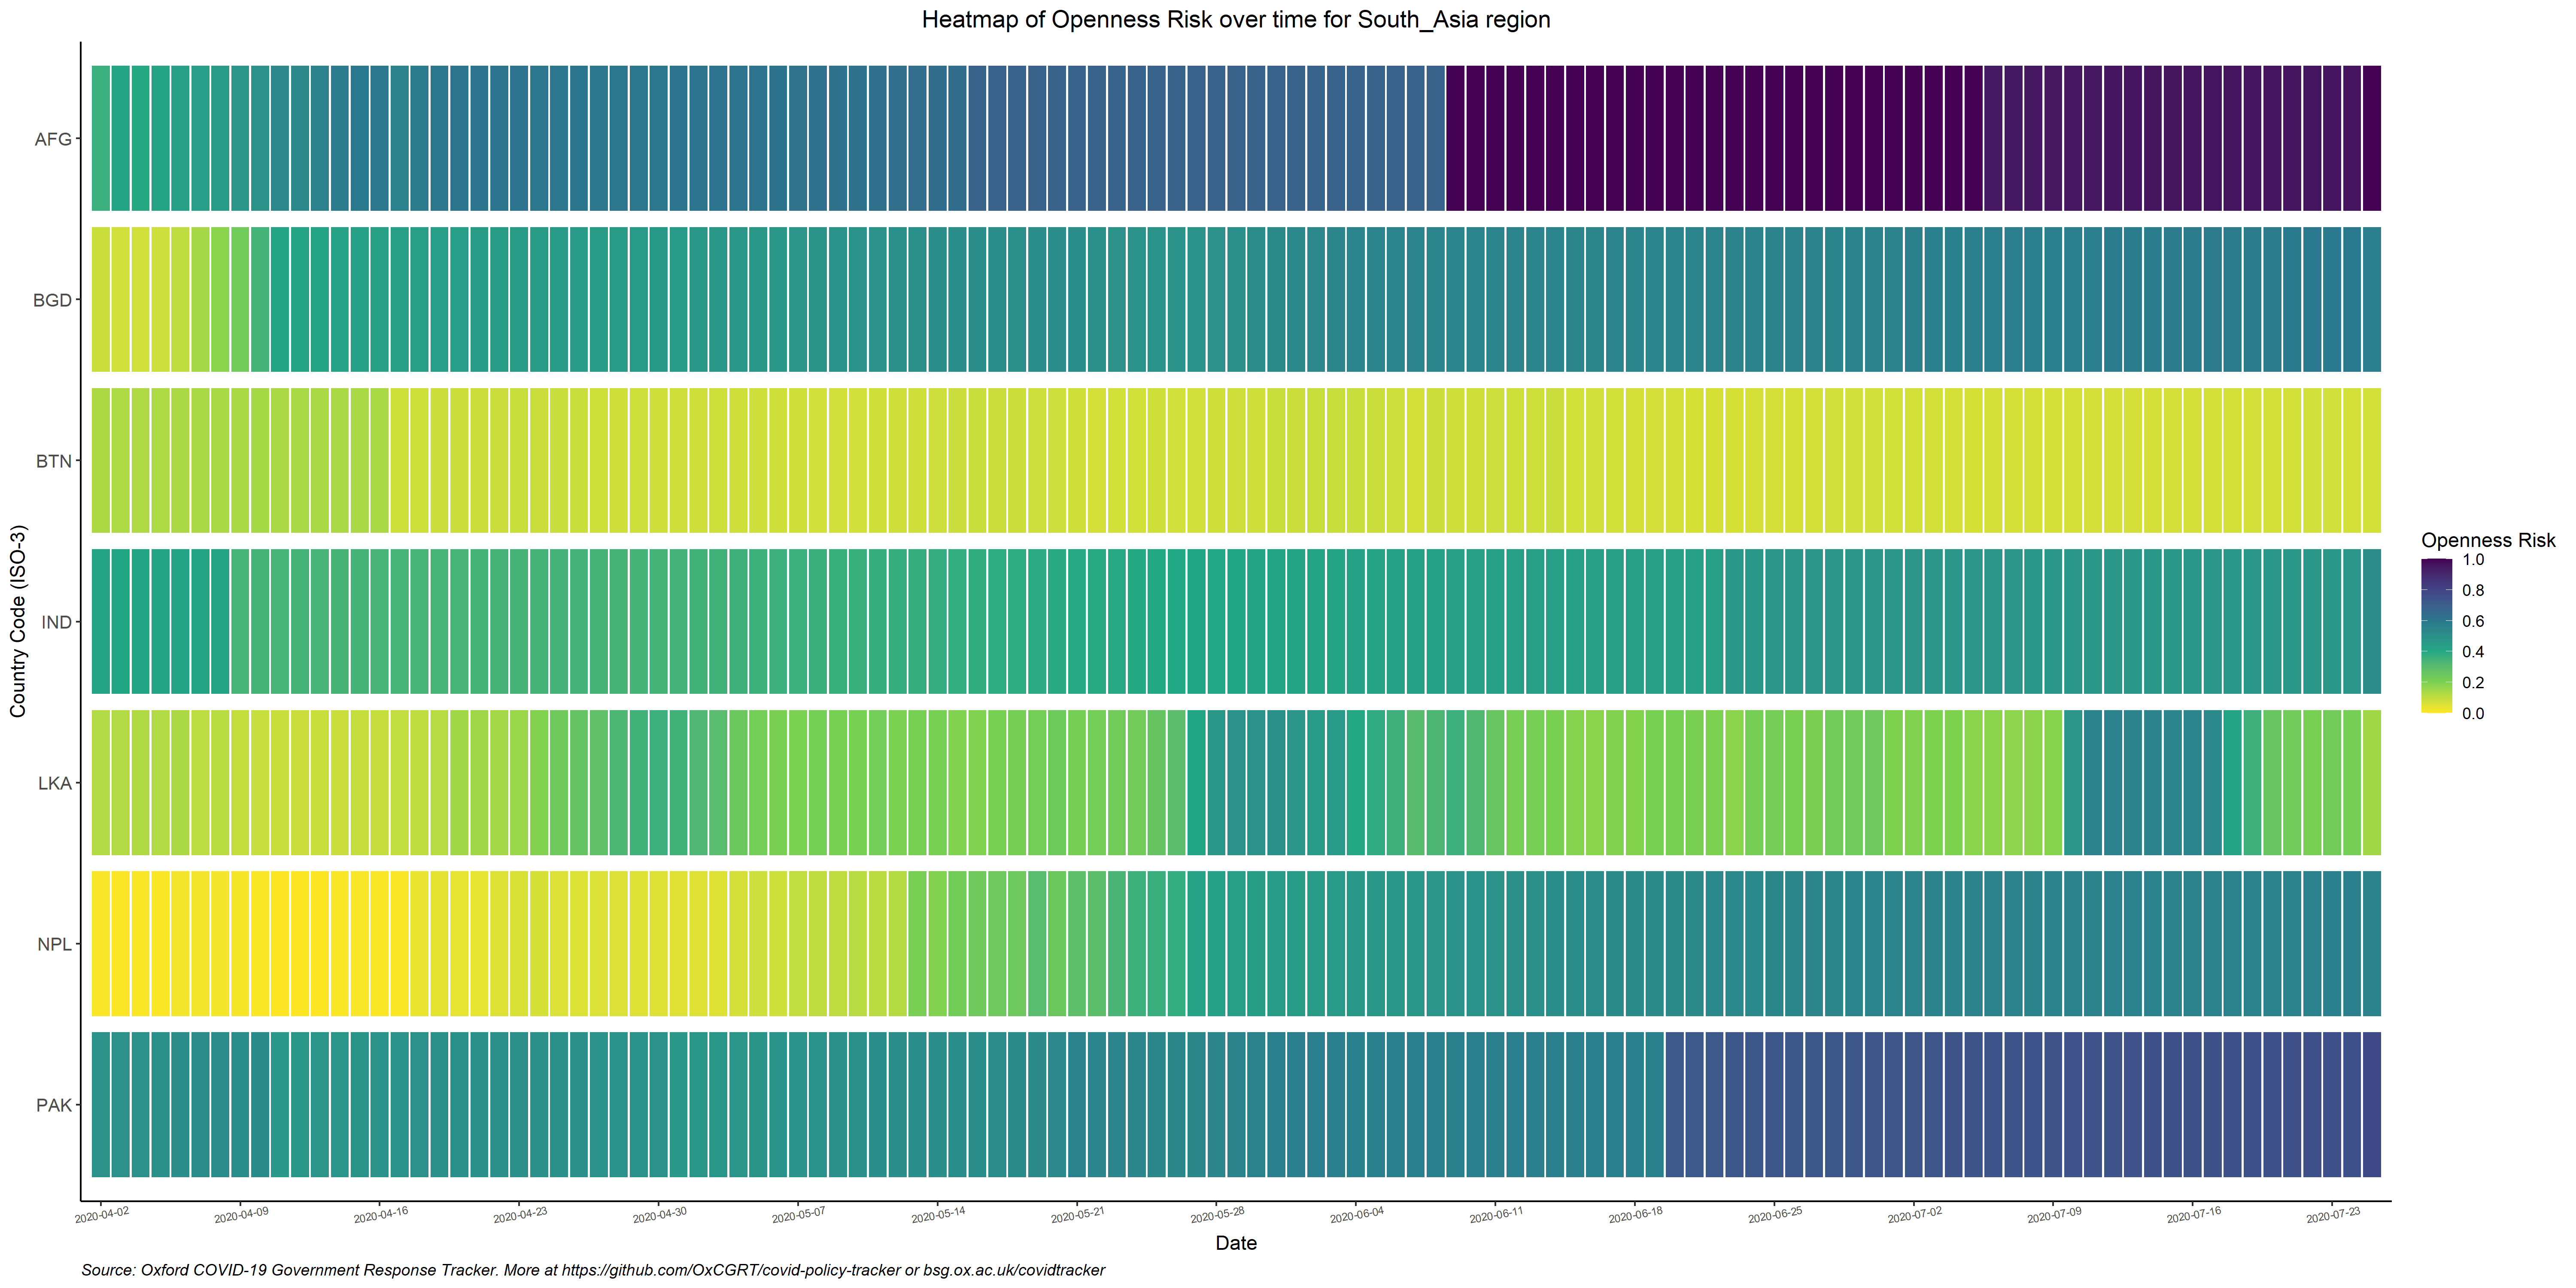 Heatmap of Openness Risk over time for South_Asia region
Country Code (ISO-3)
AFG
BGD
BTN
IND
LKA
NPL
PAK
Openness Risk
1.0
0.8
0.6
0.4
0.2
0.0
2020-04-02 2020-04-09 2020-04-16 2020-04-23 2020-04-30 2020-05-07 2020-05-14 2020-05-21 2020-05-28 2020-06-04 2020-06-11 2020-06-18 2020-06-25 2020-07-02 2020-07-09 2020-07-16 2020-07-23
Date
Source: Oxford COVID-19 Government Response Tracker. More at https://github.com/OxCGRT/covid-policy-tracker or bsg.ox.ac.uk/covidtracker